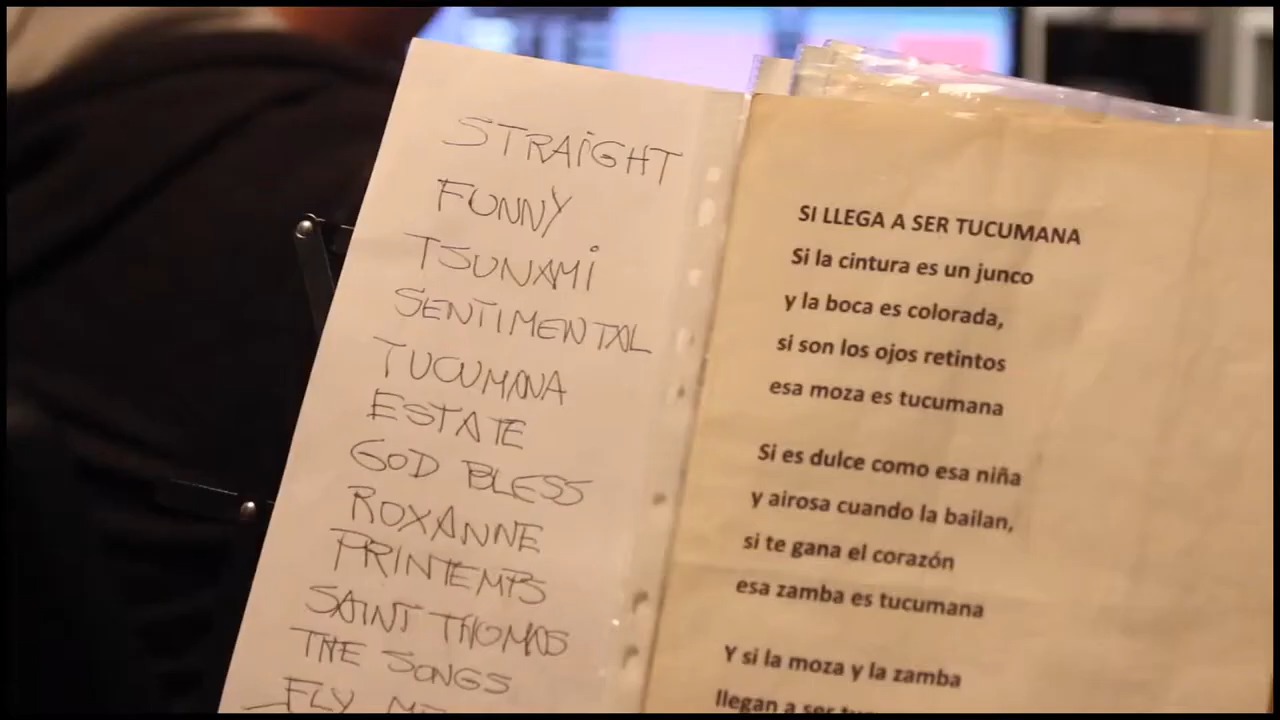 STRAiGHT
FUNNY
TSUNAMi
SENTIMENTAL
TUCUMANA
ESTATE
GOD BLESS
ROXANNE
PRINTEMPS
SAINT THOMAS
THE SONGS
FLY
SI LLEGA A SER TUCUMANA
Si la cintura es un junco
y la boca es colorada,
si son los ojos retintos
esa moza es tucumana
Si es dulce como esa niña
y airosa cuando la bailan,
si te gana el corazón
esa zamba es tucumana
Y si la moza y la zamba
llegan a ser